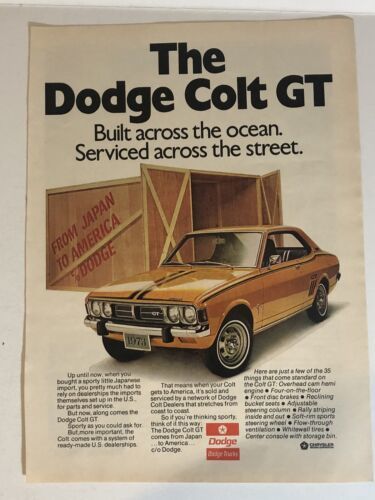 The
Dodge Colt GT
Built across the ocean.
Serviced across the street.
FROM JAPAN
TO AMERICA
℅ DODGE
GT
1973
Up until now, when you
bought a sporty little Japanese
import, you pretty much had to
rely on dealerships the imports
themselves set up in the U.S.
for parts and service.
But now, along comes the
Dodge Colt GT.
Sporty as you could ask for.
But, more important, the
Colt comes with a system of
ready-made U.S. dealerships.
That means when your Colt
gets to America, it's sold and
serviced by a network of Dodge
Colt Dealers that stretches from
coast to coast.
So if you're thinking sporty,
think of it this way:
The Dodge Colt GT
comes from Japan
. . . to America . . .
c/o Dodge.
Dodge
Dodge Trucks
Here are just a few of the 35
things that come standard on
the Colt GT: Overhead cam hemi
engine • Four-on-the-floor
• Front disc brakes • Reclining
bucket seats • Adjustable
steering column • Rally striping
inside and out • Soft-rim sports
steering wheel • Flow-through
ventilation • Whitewall tires •
Center console with storage bin.
CHRYSLER